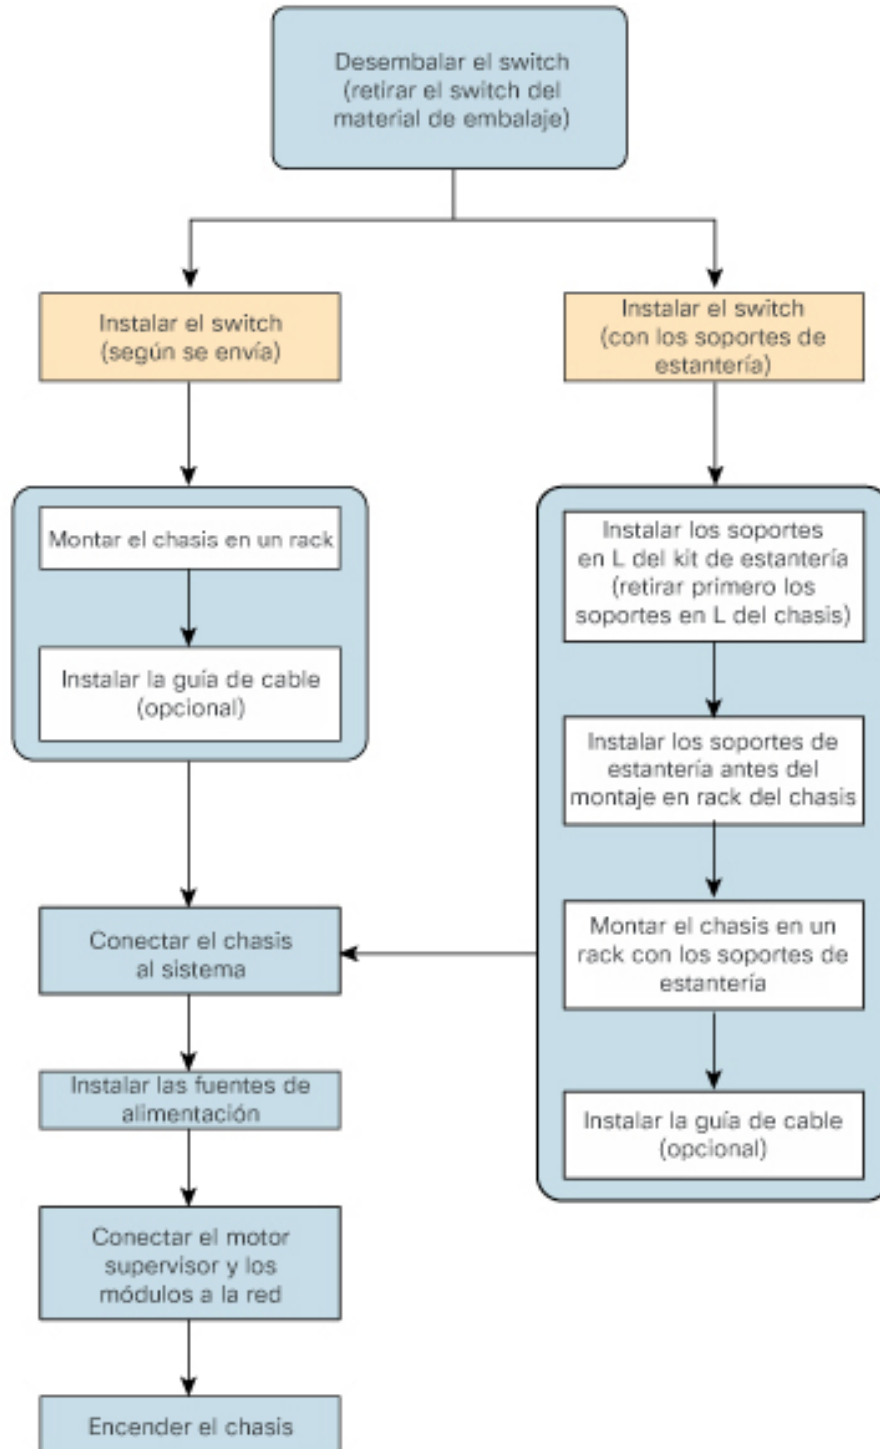 Desembalar el switch
(retirar el switch del
material de embalaje)
Instalar el switch
(según se envía)
Instalar el switch
(con los soportes de
estantería)
Montar el chasis en un rack
Instalar la guía de cable
(opcional)
Instalar los soportes
en L del kit de estantería
(retirar primero los
soportes en L del chasis)
Instalar los soportes de
estantería antes del
montaje en rack del chasis
Montar el chasis en un
rack con los soportes de
estantería
Instalar la guía de cable
(opcional)
Conectar el chasis
al sistema
Instalar las fuentes de
alimentación
Conectar el motor
supervisor y los
módulos a la red
Encender el chasis